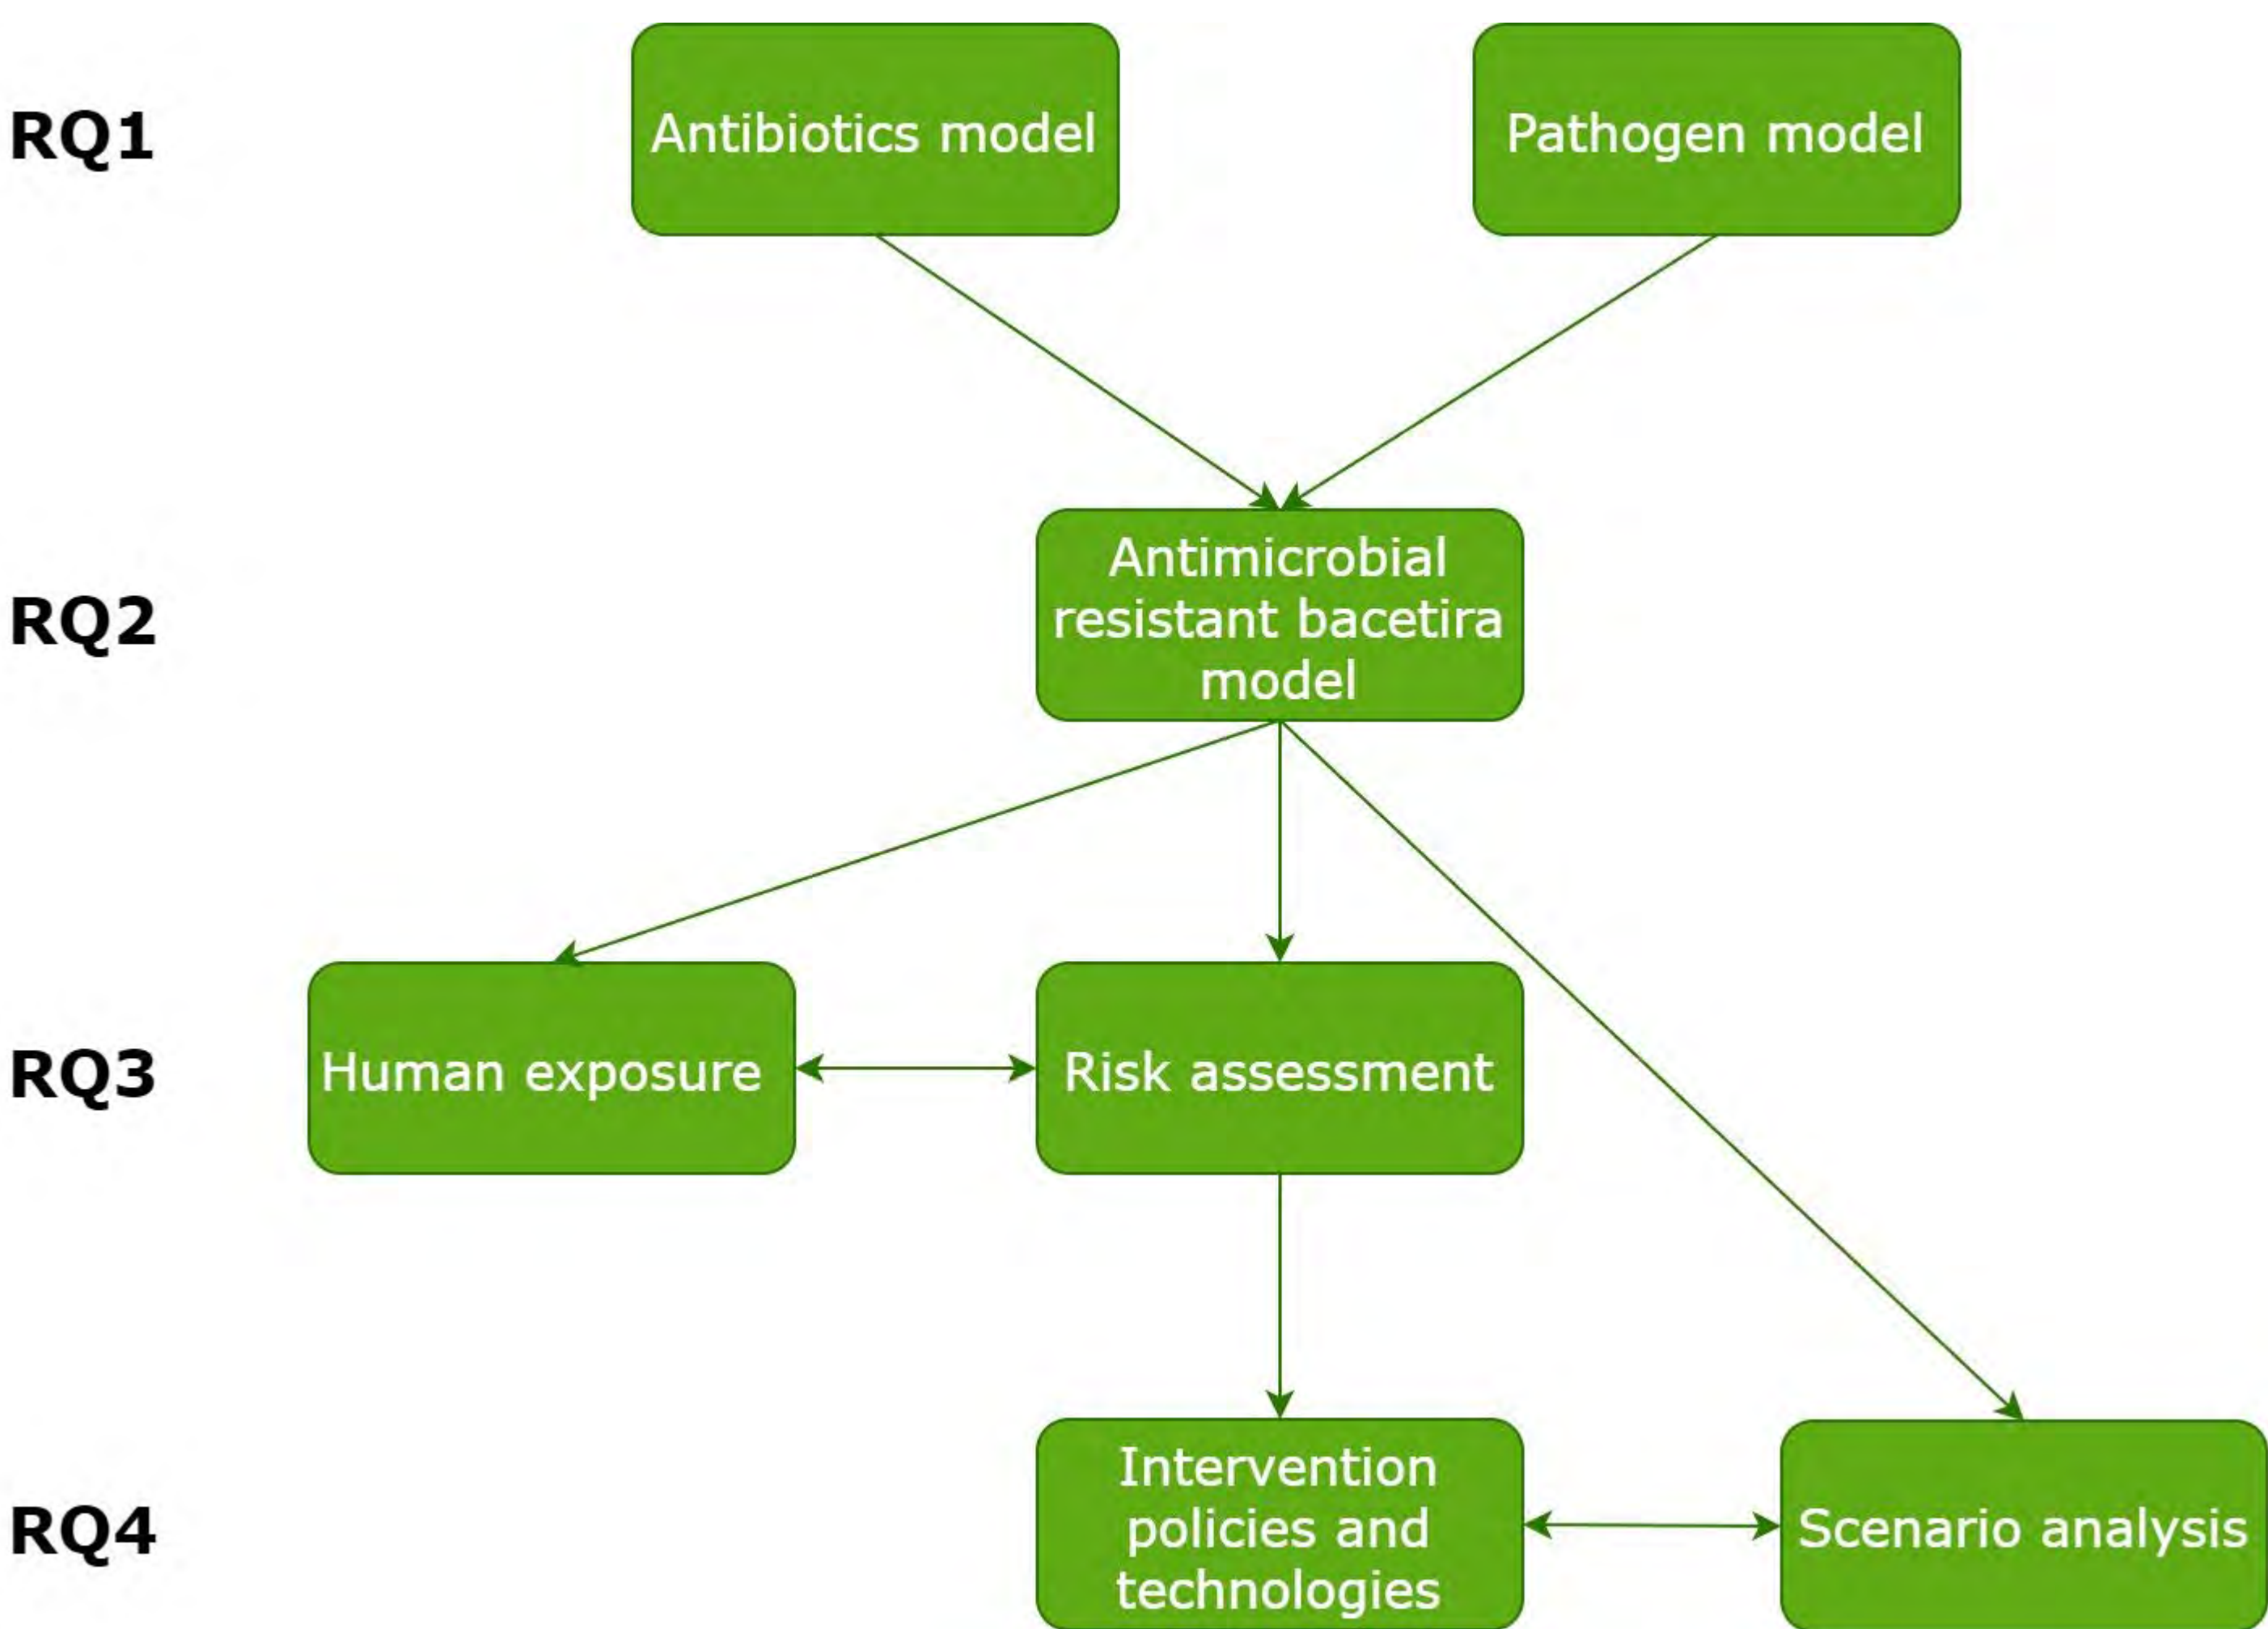 RQ1
Antibiotics model
Pathogen model
RQ2
Antimicrobial
resistant bacetira
model
RQ3
Human exposure
Risk assessment
RQ4
Intervention
policies and
technologies
Scenario analysis